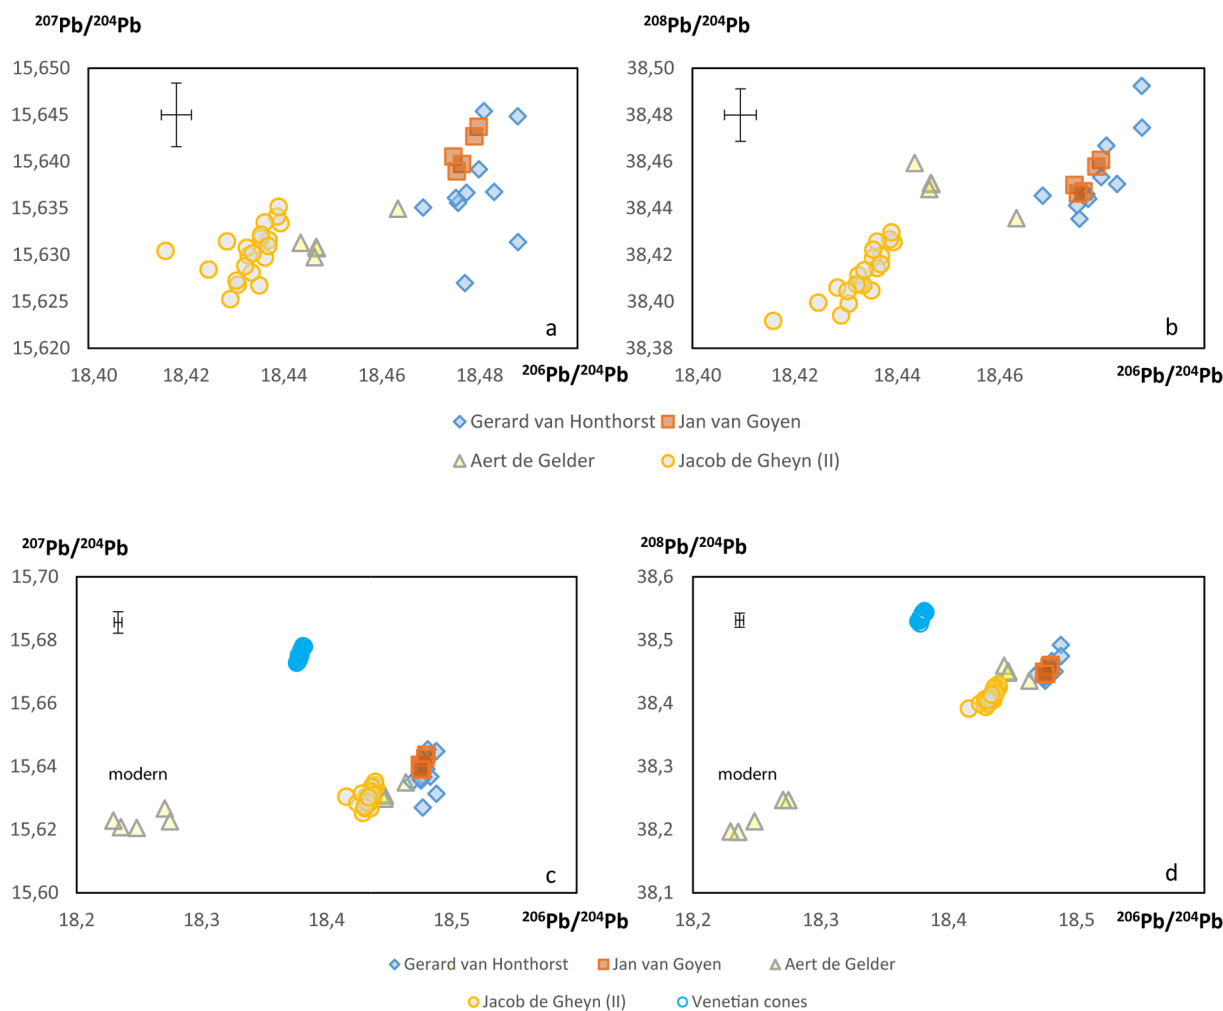 ²⁰⁷Pb/²⁰⁴Pb ²⁰⁸Pb/²⁰⁴Pb
15,650 38,50
15,645 38,48
15,640 38,46
15,635 38,44
15,630 38,42
15,625 38,40
a b
15,620 38,38
18,40 18,42 18,44 18,46 18,48 ²⁰⁶Pb/²⁰⁴Pb 18,40 18,42 18,44 18,46 ²⁰⁶Pb/²⁰⁴Pb
Gerard van Honthorst Jan van Goyen
Aert de Gelder Jacob de Gheyn (II)
²⁰⁷Pb/²⁰⁴Pb ²⁰⁸Pb/²⁰⁴Pb
15,70 38,6
15,68 38,5
15,66 38,4
15,64 38,3
modern modern
15,62 38,2
c d
15,60 38,1
18,2 18,3 18,4 18,5 ²⁰⁶Pb/²⁰⁴Pb 18,2 18,3 18,4 18,5 ²⁰⁶Pb/²⁰⁴Pb
Gerard van Honthorst Jan van Goyen Aert de Gelder
Jacob de Gheyn (II) Venetian cones